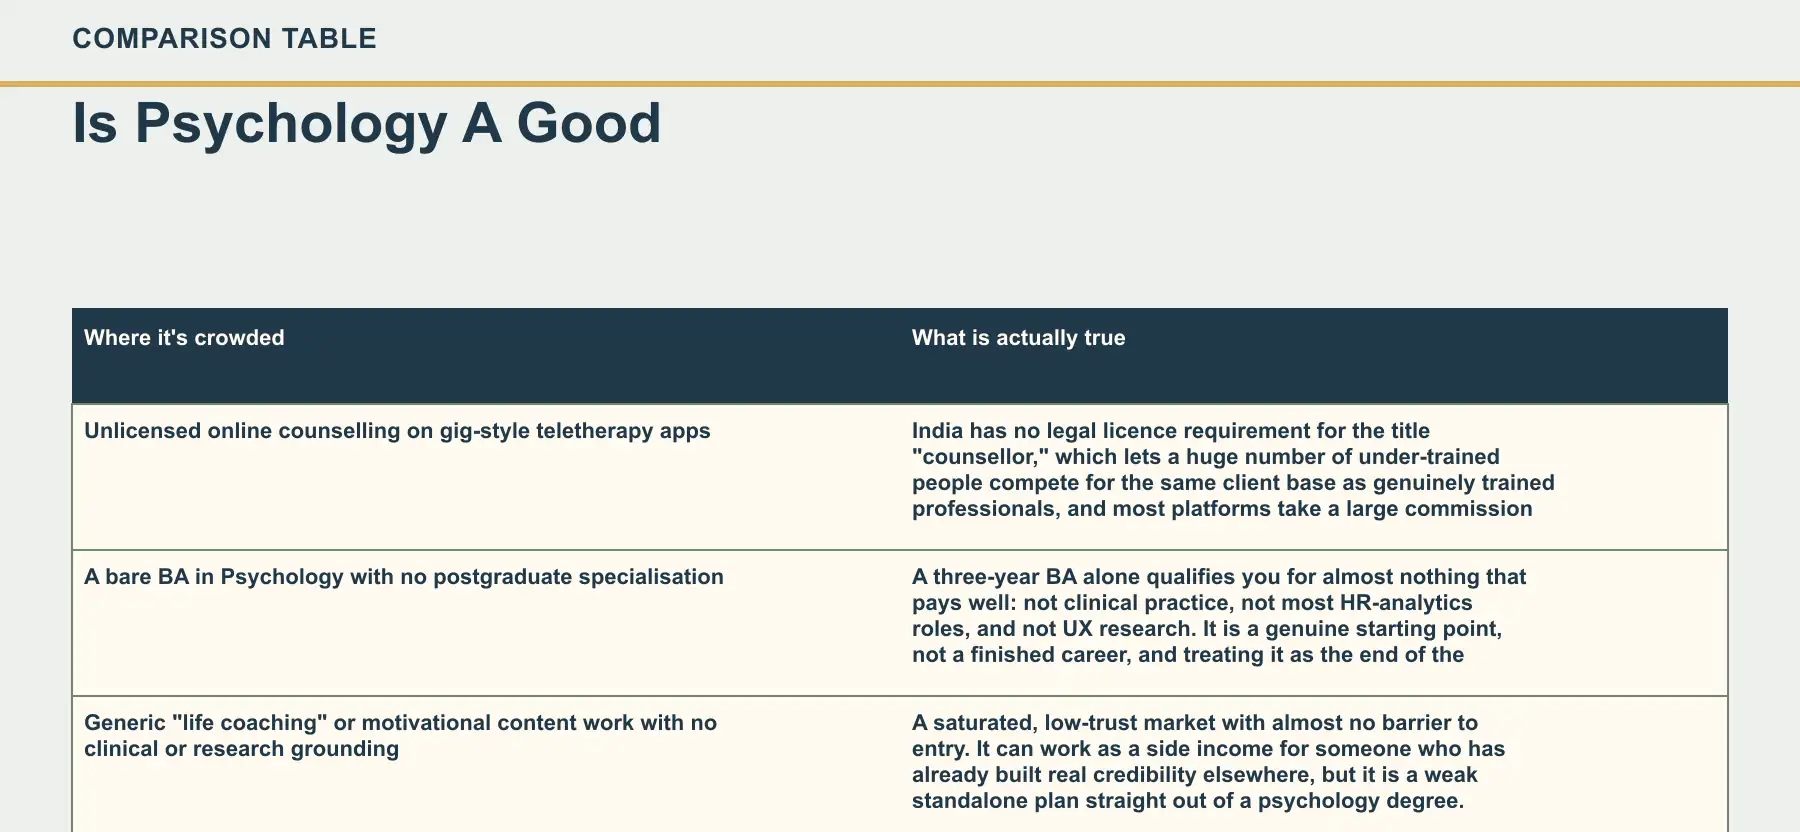 COMPARISON TABLE
Is Psychology A Good
Where it's crowded
What is actually true
Unlicensed online counselling on gig-style teletherapy apps
India has no legal licence requirement for the title
"counsellor," which lets a huge number of under-trained
people compete for the same client base as genuinely trained
professionals, and most platforms take a large commission
A bare BA in Psychology with no postgraduate specialisation
A three-year BA alone qualifies you for almost nothing that
pays well: not clinical practice, not most HR-analytics
roles, and not UX research. It is a genuine starting point,
not a finished career, and treating it as the end of the
Generic "life coaching" or motivational content work with no
clinical or research grounding
A saturated, low-trust market with almost no barrier to
entry. It can work as a side income for someone who has
already built real credibility elsewhere, but it is a weak
standalone plan straight out of a psychology degree.